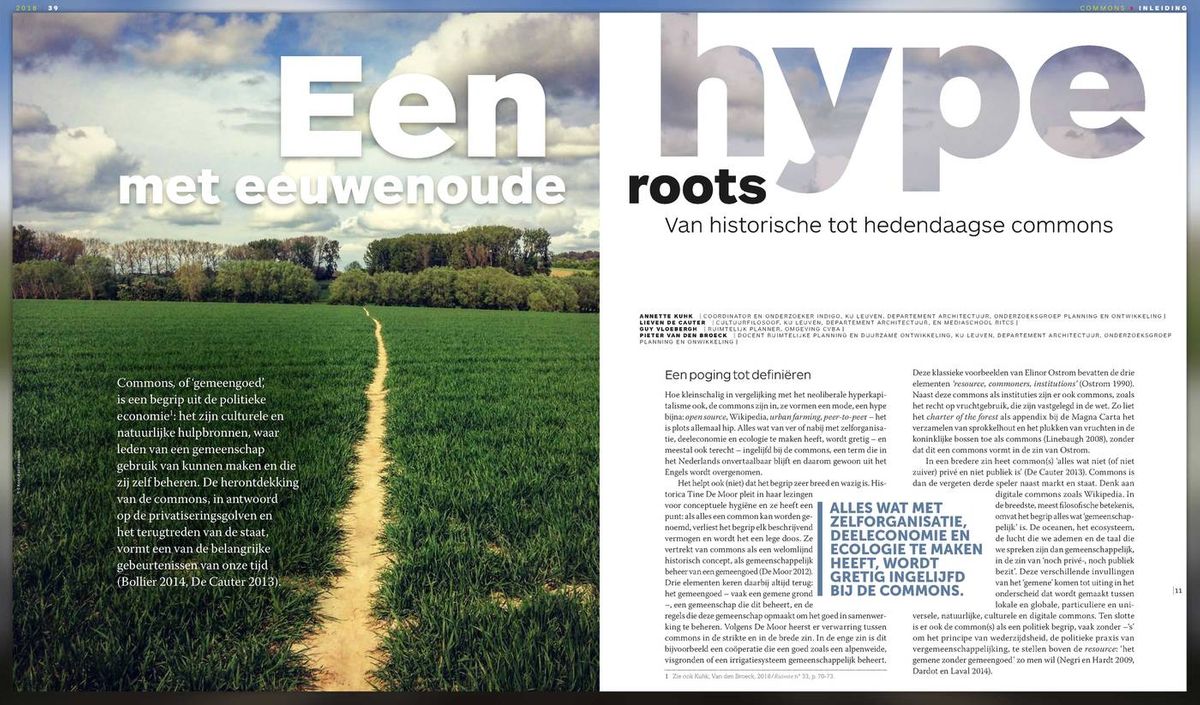 2018 39
COMMONS • INLEIDING
Een
hype
met eeuwenoude
roots
Van historische tot hedendaagse commons
ANNETTE KUHK | COÖRDINATOR EN ONDERZOEKER INDIGO, KU LEUVEN, DEPARTEMENT ARCHITECTUUR, ONDERZOEKSGROEP PLANNING EN ONTWIKKELING |
LIEVEN DE CAUTER | CULTUURFILOSOOF, KU LEUVEN, DEPARTEMENT ARCHITECTUUR, EN MEDIASCHOOL RITCS |
GUY VLOEBERGH | RUIMTELIJK PLANNER, OMGEVING CVBA |
PIETER VAN DEN BROECK | DOCENT RUIMTELIJKE PLANNING EN DUURZAME ONTWIKKELING, KU LEUVEN, DEPARTEMENT ARCHITECTUUR, ONDERZOEKSGROEP
PLANNING EN ONWIKKELING |
Commons, of ‘gemeengoed’,
is een begrip uit de politieke
economie¹: het zijn culturele en
natuurlijke hulpbronnen, waar
leden van een gemeenschap
gebruik van kunnen maken en die
zij zelf beheren. De herontdekking
van de commons, in antwoord
op de privatiseringsgolven en
het terugtreden van de staat,
vormt een van de belangrijke
gebeurtenissen van onze tijd
(Bollier 2014, De Cauter 2013).
Een poging tot definiëren
Hoe kleinschalig in vergelijking met het neoliberale hyperkapi-
talisme ook, de commons zijn in, ze vormen een mode, een hype
bijna: open source, Wikipedia, urban farming, peer-to-peer – het
is plots allemaal hip. Alles wat van ver of nabij met zelforganisa-
tie, deeleconomie en ecologie te maken heeft, wordt gretig – en
meestal ook terecht – ingelijfd bij de commons, een term die in
het Nederlands onvertaalbaar blijft en daarom gewoon uit het
Engels wordt overgenomen.
Het helpt ook (niet) dat het begrip zeer breed en wazig is. His-
torica Tine De Moor pleit in haar lezingen
voor conceptuele hygiëne en ze heeft een
punt: als alles een common kan worden ge-
noemd, verliest het begrip elk beschrijvend
vermogen en wordt het een lege doos. Ze
vertrekt van commons als een welomlijnd
historisch concept, als gemeenschappelijk
beheer van een gemeengoed (De Moor 2012).
Drie elementen keren daarbij altijd terug:
het gemeengoed – vaak een gemene grond
–, een gemeenschap die dit beheert, en de
regels die deze gemeenschap opmaakt om het goed in samenwer-
king te beheren. Volgens De Moor heerst er verwarring tussen
commons in de strikte en in de brede zin. In de enge zin is dit
bijvoorbeeld een coöperatie die een goed zoals een alpenweide,
visgronden of een irrigatiesysteem gemeenschappelijk beheert.
1 Zie ook Kuhk, Van den Broeck, 2018/Ruimte n° 33, p. 70-73.
ALLES WAT MET
ZELFORGANISATIE,
DEELECONOMIE EN
ECOLOGIE TE MAKEN
HEEFT, WORDT
GRETIG INGELIJFD
BIJ DE COMMONS.
Deze klassieke voorbeelden van Elinor Ostrom bevatten de drie
elementen ‘resource, commoners, institutions’ (Ostrom 1990).
Naast deze commons als instituties zijn er ook commons, zoals
het recht op vruchtgebruik, die zijn vastgelegd in de wet. Zo liet
het charter of the forest als appendix bij de Magna Carta het
verzamelen van sprokkelhout en het plukken van vruchten in de
koninklijke bossen toe als commons (Linebaugh 2008), zonder
dat dit een commons vormt in de zin van Ostrom.
In een bredere zin heet common(s) ‘alles wat niet (of niet
zuiver) privé en niet publiek is’ (De Cauter 2013). Commons is
dan de vergeten derde speler naast markt en staat. Denk aan
digitale commons zoals Wikipedia. In
de breedste, meest filosofische betekenis,
omvat het begrip alles wat ‘gemeenschap-
pelijk’ is. De oceanen, het ecosysteem,
de lucht die we ademen en de taal die
we spreken zijn dan gemeenschappelijk,
in de zin van ‘noch privé-, noch publiek
bezit’. Deze verschillende invullingen
van het ‘gemene’ komen tot uiting in het
onderscheid dat wordt gemaakt tussen
lokale en globale, particuliere en uni-
versele, natuurlijke, culturele en digitale commons. Ten slotte
is er ook de common(s) als een politiek begrip, vaak zonder –‘s’
om het principe van wederzijdsheid, de politieke praxis van
vergemeenschappelijking, te stellen boven de resource: ‘het
gemene zonder gemeengoed’ zo men wil (Negri en Hardt 2009,
Dardot en Laval 2014).
|11